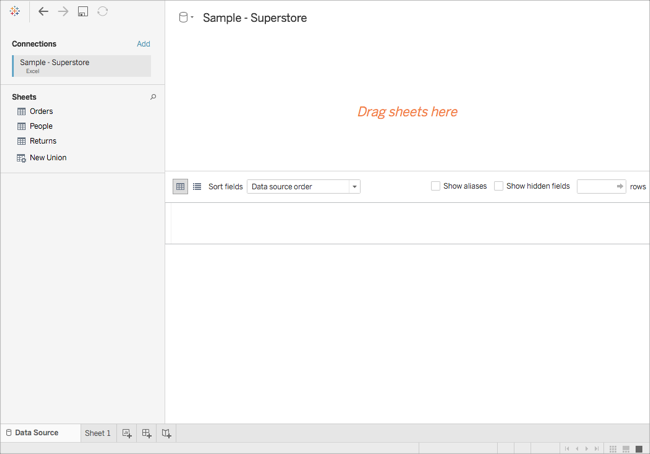 Sample - Superstore
Connections
Add
Sample - Superstore
Excel
Sheets
Orders
People
Returns
New Union
Drag sheets here
Sort fields
Data source order
Show aliases
Show hidden fields
rows
Data Source
Sheet 1